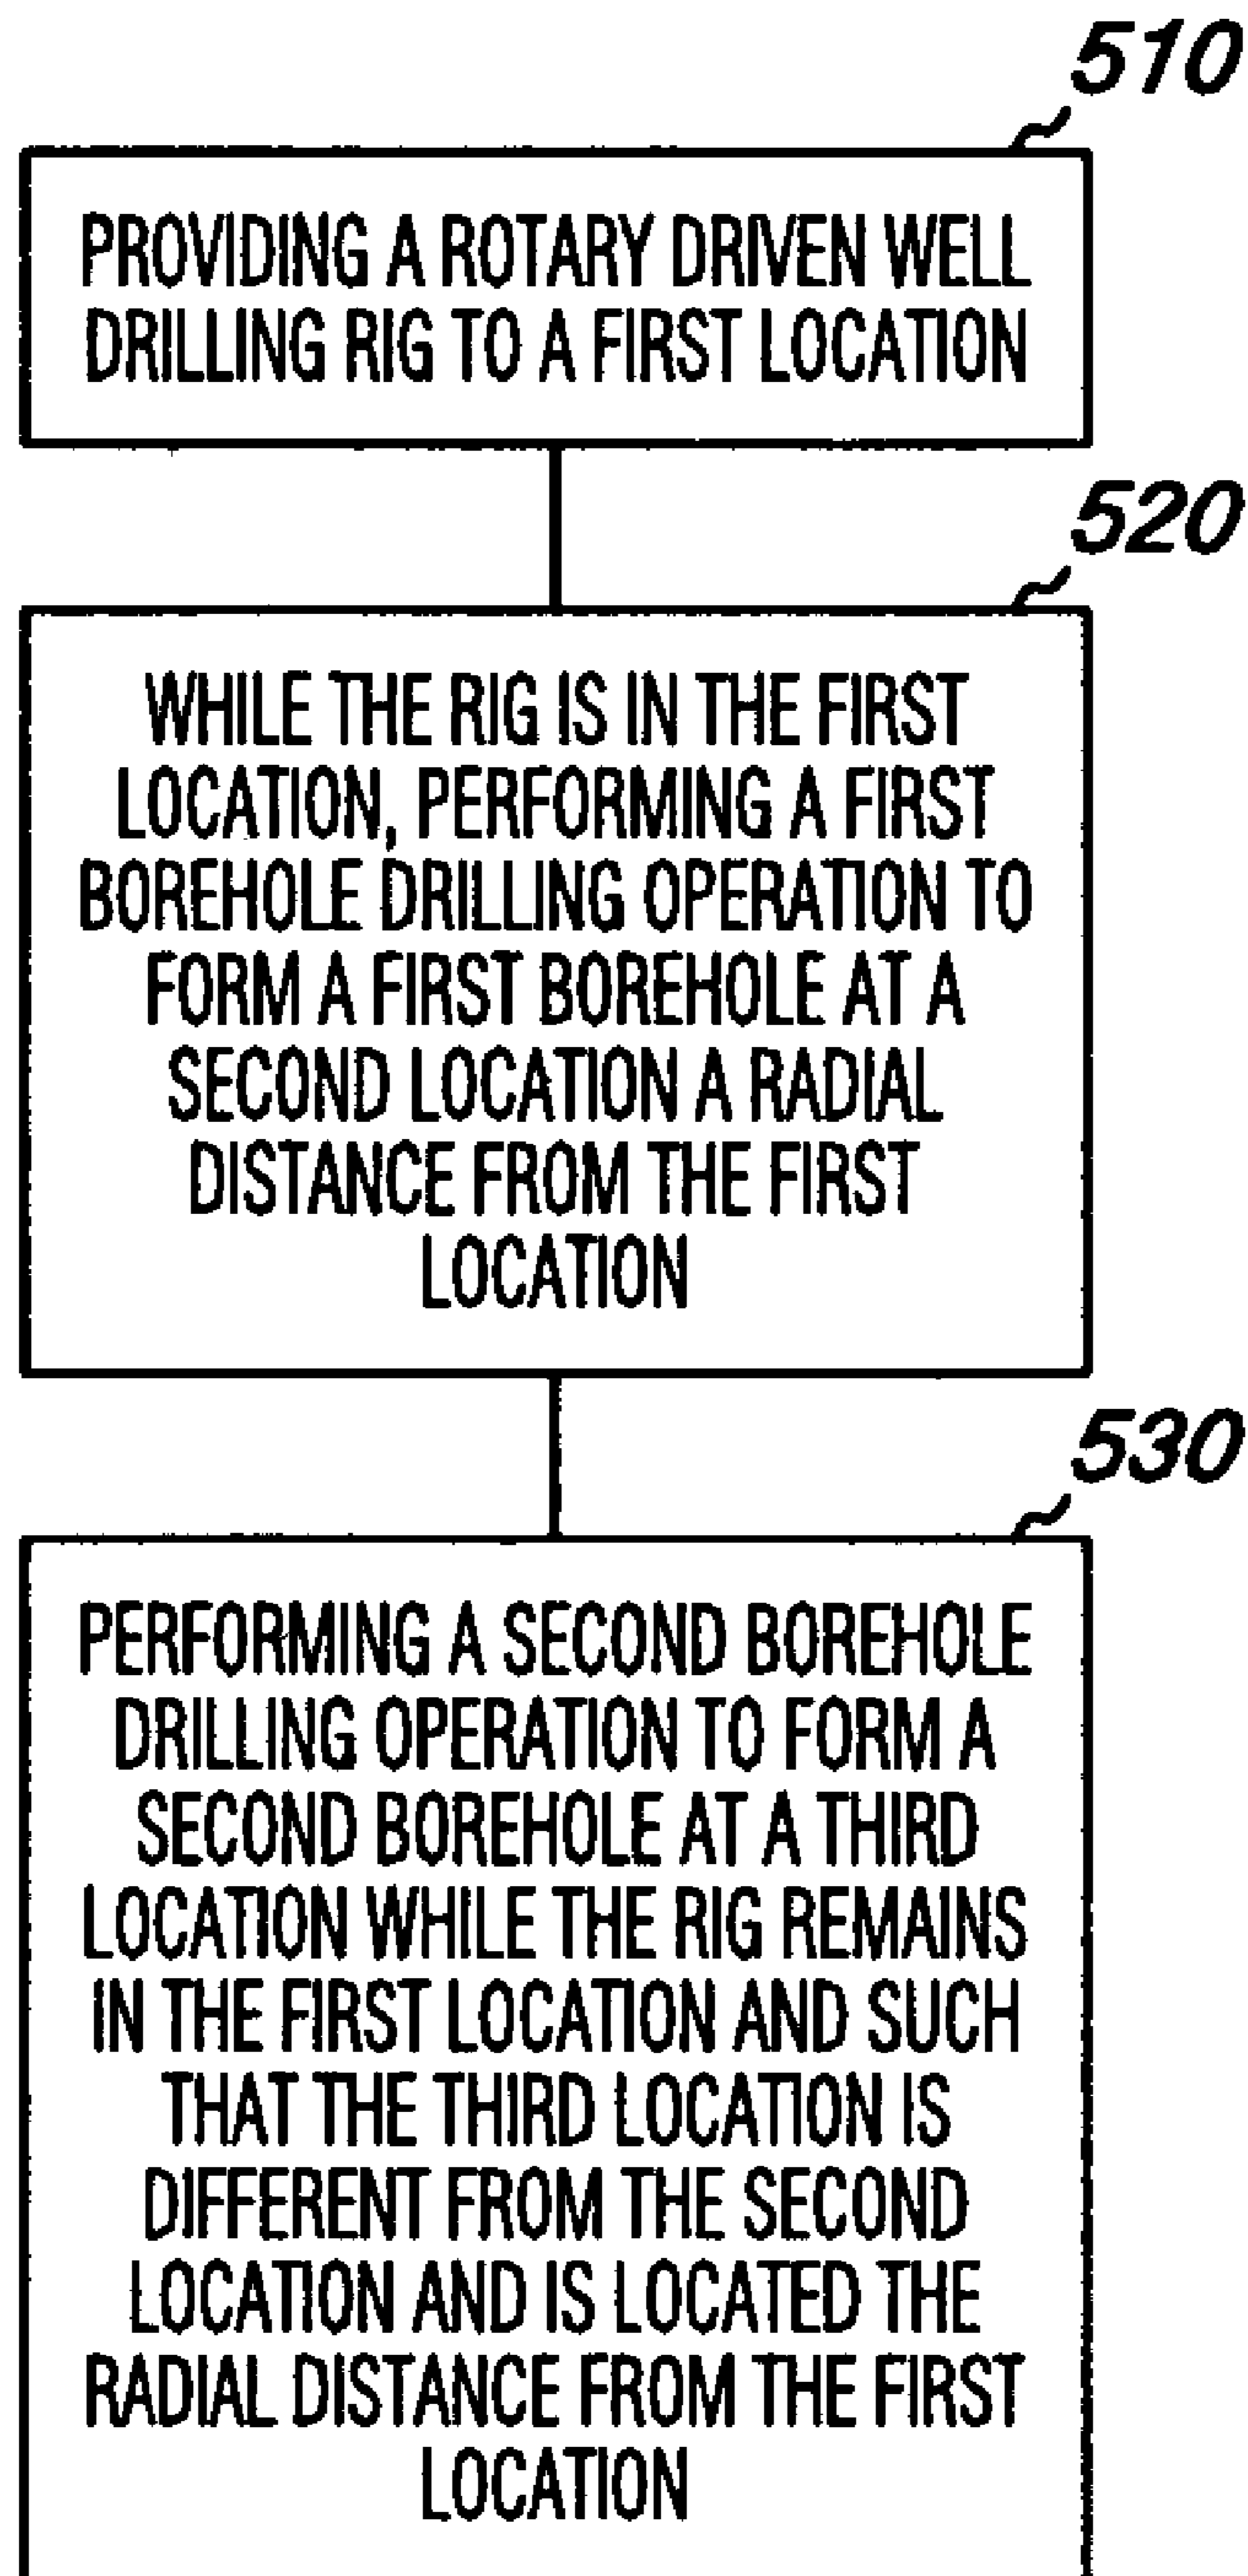 510
PROVIDING A ROTARY DRIVEN WELL
DRILLING RIG TO A FIRST LOCATION
520
WHILE THE RIG IS IN THE FIRST
LOCATION, PERFORMING A FIRST
BOREHOLE DRILLING OPERATION TO
FORM A FIRST BOREHOLE AT A
SECOND LOCATION A RADIAL
DISTANCE FROM THE FIRST
LOCATION
530
PERFORMING A SECOND BOREHOLE
DRILLING OPERATION TO FORM A
SECOND BOREHOLE AT A THIRD
LOCATION WHILE THE RIG REMAINS
IN THE FIRST LOCATION AND SUCH
THAT THE THIRD LOCATION IS
DIFFERENT FROM THE SECOND
LOCATION AND IS LOCATED THE
RADIAL DISTANCE FROM THE FIRST
LOCATION